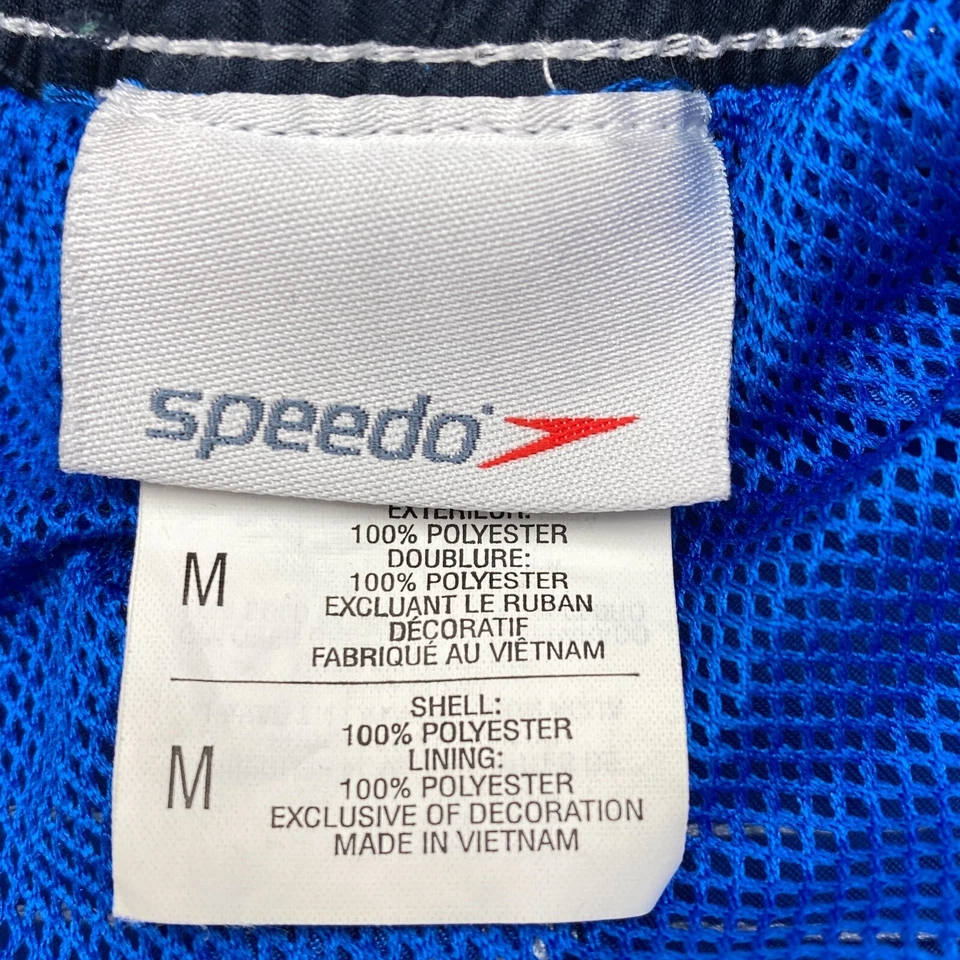 speedo
EXTÉRIEUR:
100% POLYESTER
DOUBLURE:
M
100% POLYESTER
EXCLUANT LE RUBAN
DÉCORATIF
FABRIQUÉ AU VIÊTNAM
SHELL:
100% POLYESTER
LINING:
M
100% POLYESTER
EXCLUSIVE OF DECORATION
MADE IN VIETNAM